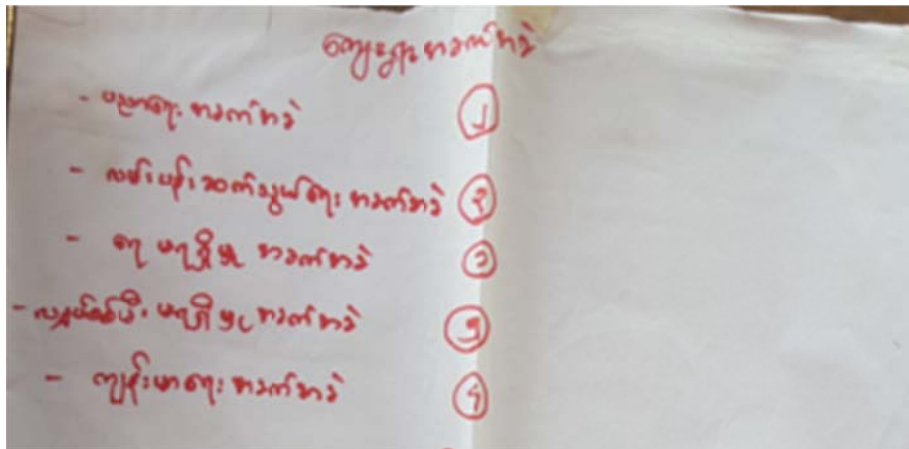 ကျေးရွာအခက်အခဲ
- ပညာရေး အခက်အခဲ ၂
- လမ်းပန်းဆက်သွယ်ရေး အခက်အခဲ ၃
- ရေ မရရှိမှု အခက်အခဲ ၁
- လျှပ်စစ်မီး မရရှိမှု အခက်အခဲ ၅
- ကျန်းမာရေး အခက်အခဲ ၄